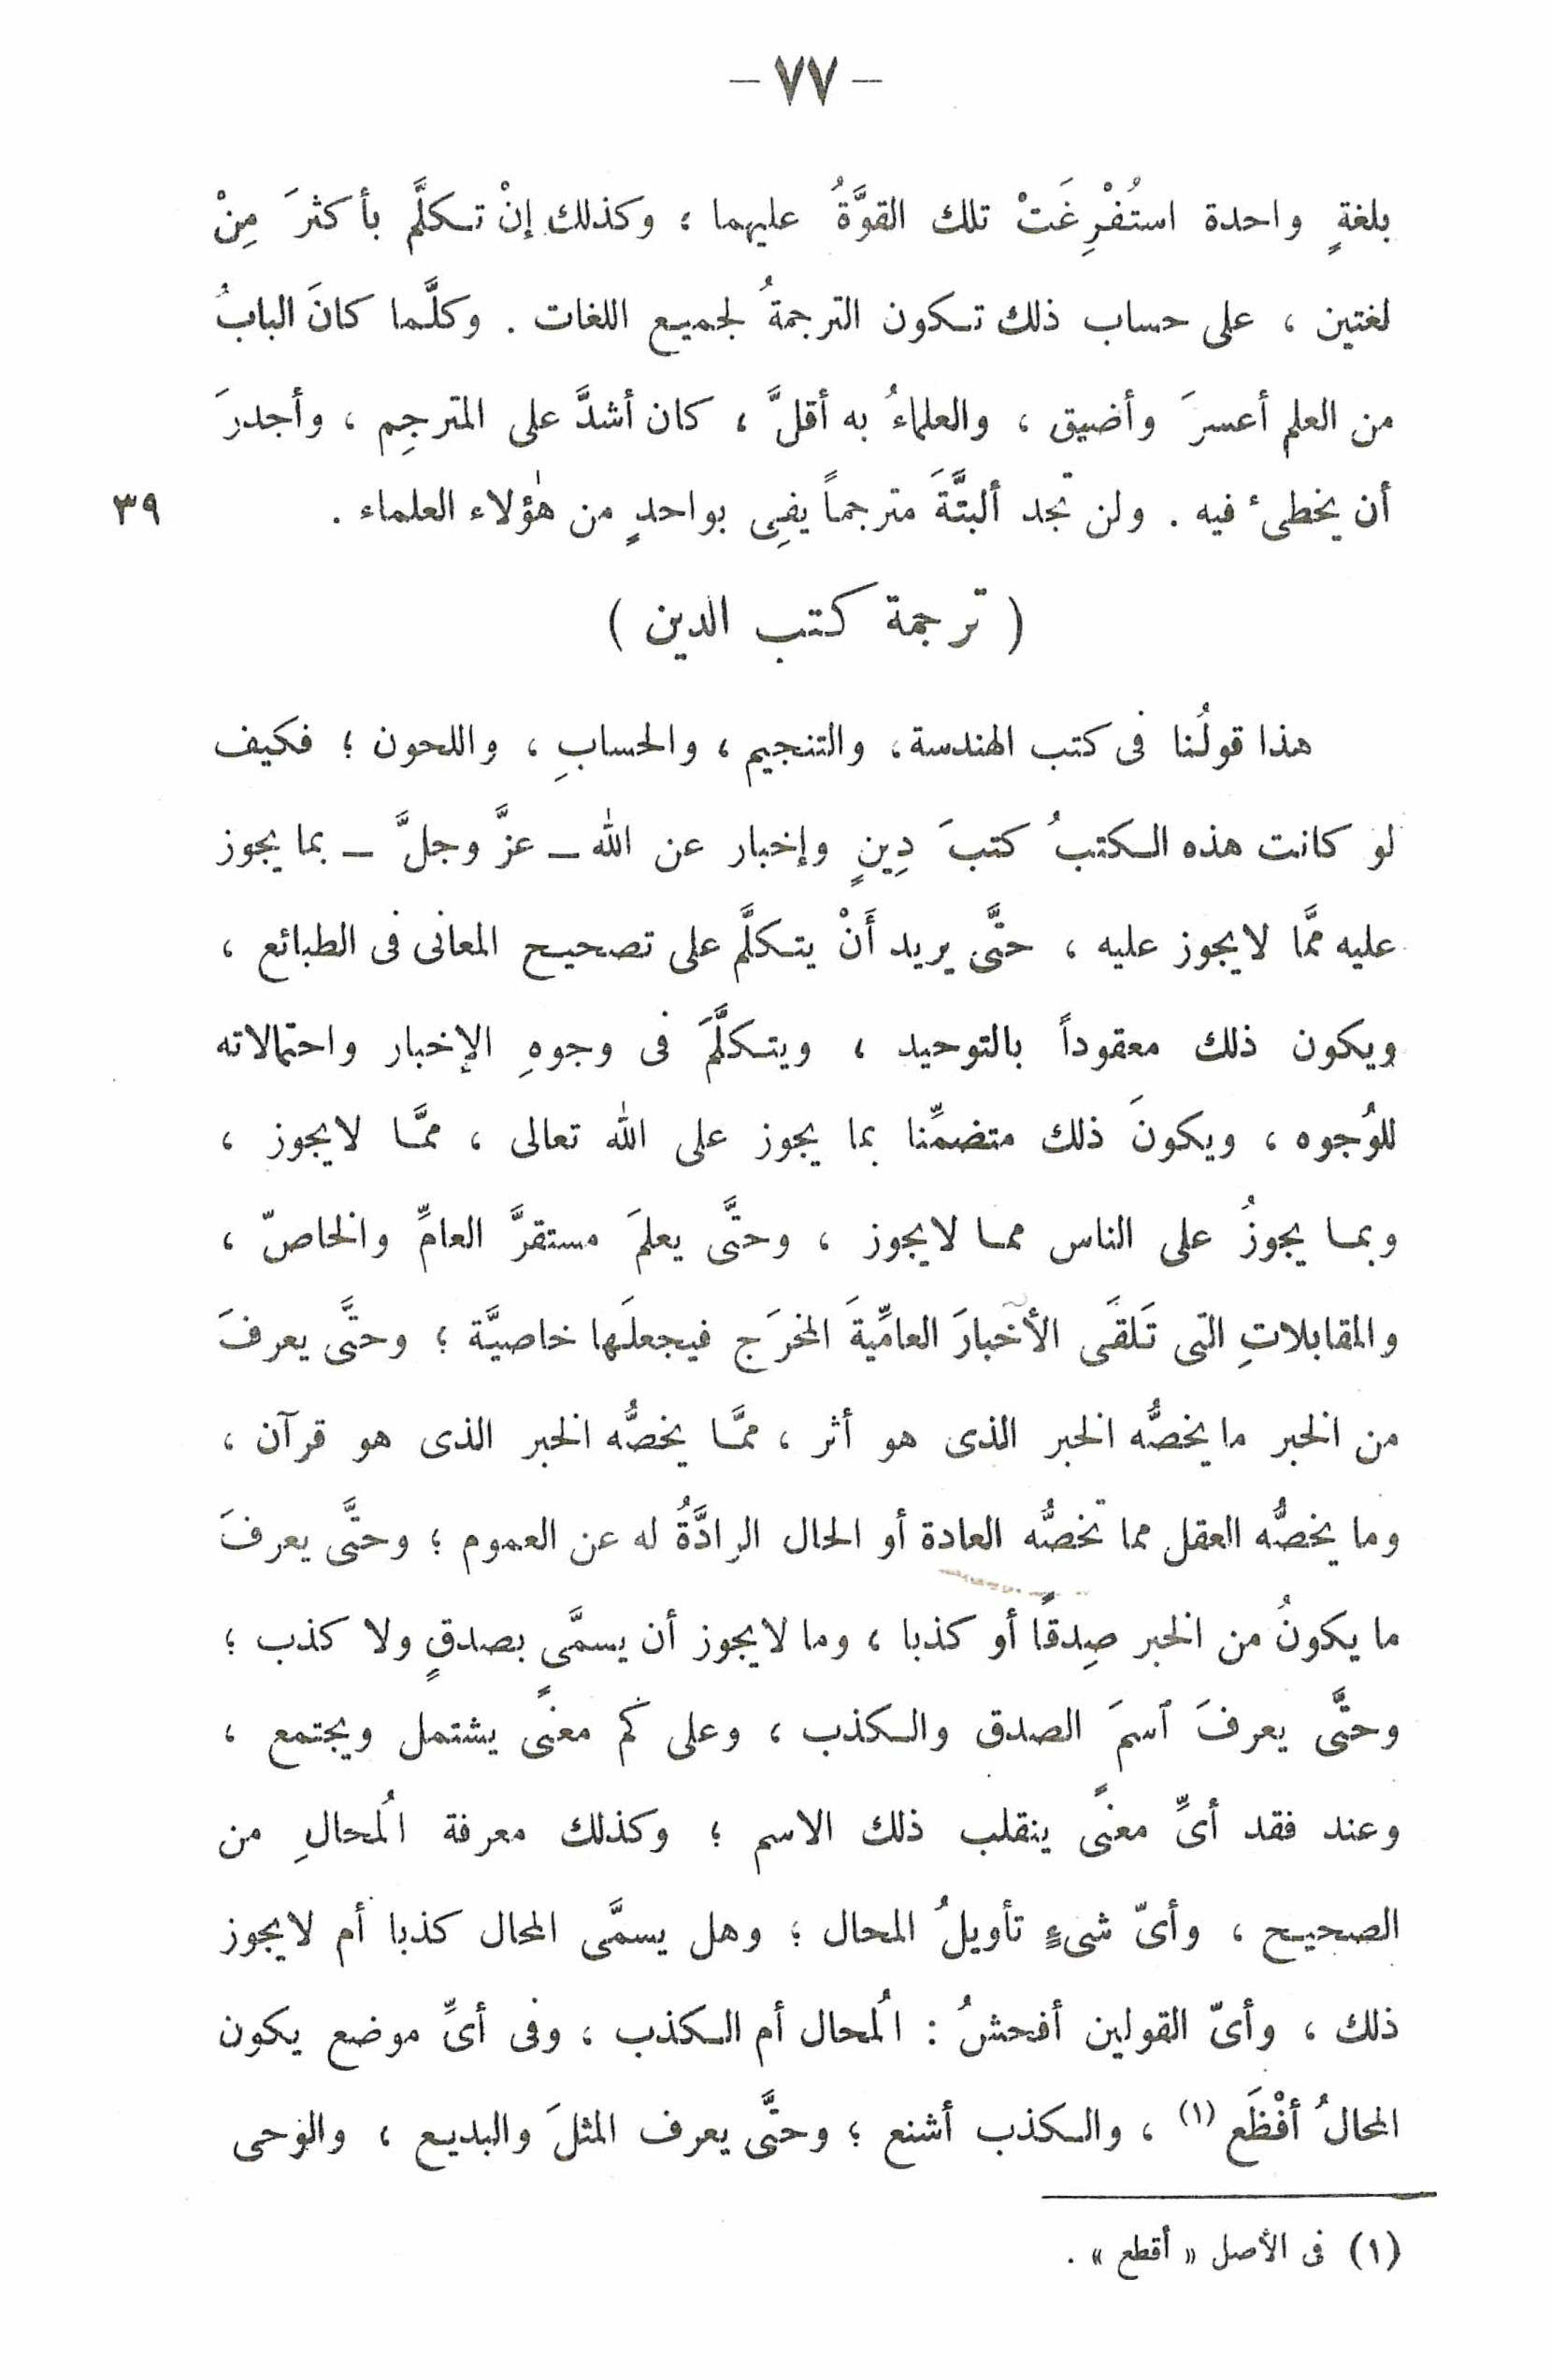 — ٧٧ —
بلغةٍ واحدة استُفْرِغَتْ تلك القوَّةُ عليهما ؛ وكذلك إنْ تكلَّم بأكثرَ مِنْ
لغتين ، على حساب ذلك تكون الترجمةُ لجميع اللغات . وكلَّما كانَ البابُ
من العلم أعسرَ وأضيق ، والعلماءُ به أقلَّ ، كان أشدَّ على المترجِم ، وأجدرَ
أن يخطئ فيه . ولن تجد ألبتَّةَ مترجماً يفِى بواحدٍ من هٰؤلاء العلماء . ٣٩
( ترجمة كتب الدين )
هذا قولُنا فى كتب الهندسة ، والتنجيم ، والحسابِ ، واللحون ؛ فكيف
لو كانت هذه الكتبُ كتبَ دِينٍ وإخبار عن الله – عزَّ وجلَّ – بما يجوز
عليه ممَّا لايجوز عليه ، حتَّى يريد أَنْ يتكلَّم على تصحيح المعانى فى الطبائع ،
ويكون ذلك معقوداً بالتوحيد ، ويتكلَّمَ فى وجوهِ الإخبار واحتمالاته
للوُجوه ، ويكونَ ذلك متضمِّنا بما يجوز على الله تعالى ، ممَّا لايجوز ،
وبما يجوزُ على الناس مما لايجوز ، وحتَّى يعلمَ مستقرَّ العامِّ والخاصّ ،
والمقابلاتِ التى تَلقَى الأخبارَ العامِّيةَ المخرَج فيجعلَها خاصيَّة ؛ وحتَّى يعرفَ
من الخبر مايخصُّه الخبر الذى هو أثر ، ممَّا يخصُّه الخبر الذى هو قرآن ،
وما يخصُّه العقل مما تخصُّه العادة أو الحال الرادَّةُ له عن العموم ؛ وحتَّى يعرفَ
ما يكونُ من الخبر صِدقًا أو كذبا ، وما لايجوز أن يسمَّى بصدقٍ ولا كذب ؛
وحتَّى يعرفَ ٱسمَ الصدق والكذب ، وعلى كم معنًى يشتمل ويجتمع ،
وعند فقد أىِّ معنًى ينقلب ذلك الاسم ؛ وكذلك معرفة المُحالِ من
الصحيح ، وأىّ شىءٍ تأويلُ المحال ؛ وهل يسمَّى المحال كذبا أم لايجوز
ذلك ، وأىّ القولين أفحشُ : المُحال أم الكذب ، وفى أىِّ موضع يكون
المحالُ أفْظَع (١) ، والكذب أشنع ؛ وحتَّى يعرف المثلَ والبديع ، والوحى
(١) فى الأصل « أقطع » .